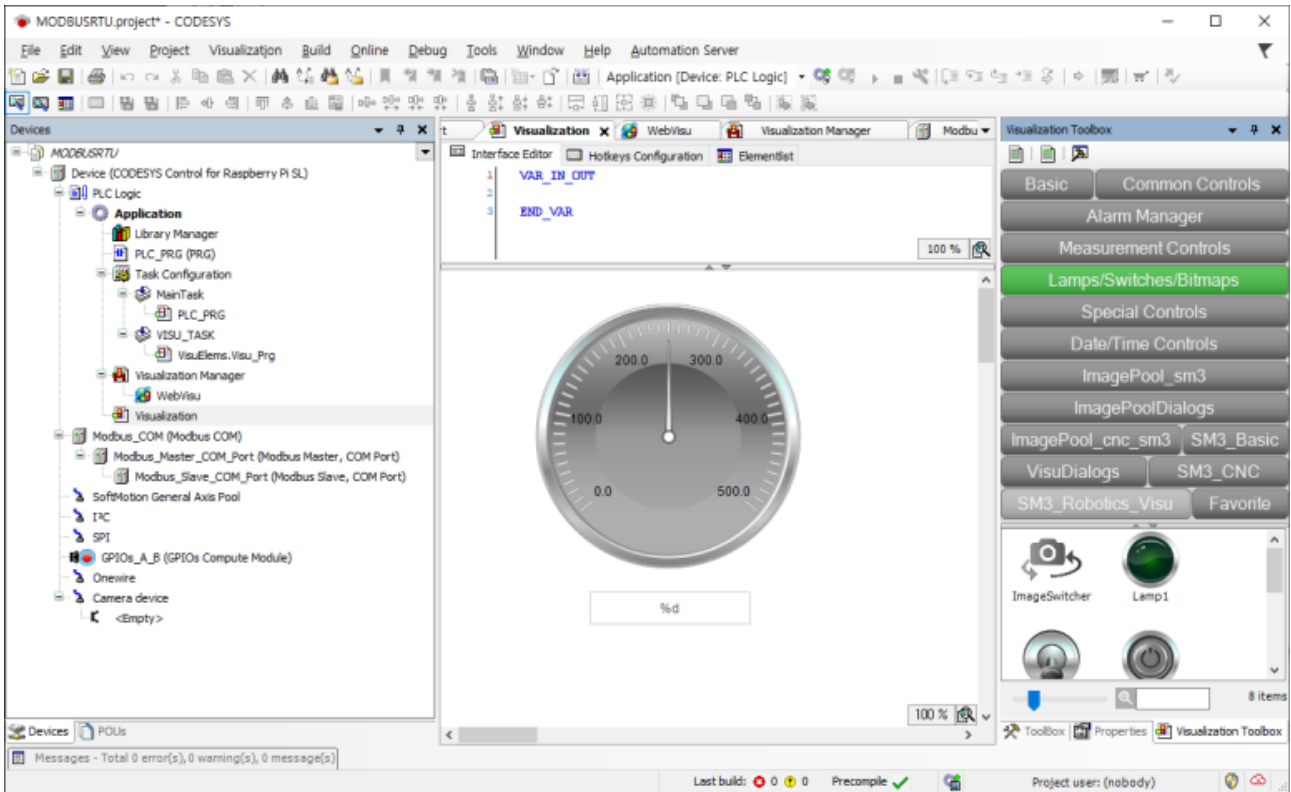 MODBUSRTU.project* - CODESYS
File Edit View Project Visualization Build Online Debug Tools Window Help Automation Server
Application [Device: PLC Logic]
Devices
MODBUSRTU
Device (CODESYS Control for Raspberry Pi SL)
PLC Logic
Application
Library Manager
PLC_PRG (PRG)
Task Configuration
MainTask
PLC_PRG
VISU_TASK
VisuElems.Visu_Prg
Visualization Manager
WebVisu
Visualization
Modbus_COM (Modbus COM)
Modbus_Master_COM_Port (Modbus Master, COM Port)
Modbus_Slave_COM_Port (Modbus Slave, COM Port)
SoftMotion General Axis Pool
I²C
SPI
GPIOs_A_B (GPIOs Compute Module)
Onewire
Camera device
<Empty>
Devices POUs
t Visualization WebVisu Visualization Manager Modbu
Interface Editor Hotkeys Configuration Elementlist
1 VAR_IN_OUT
2
3 END_VAR
100 %
200.0 300.0
100.0 400.0
0.0 500.0
%d
100 %
Visualization Toolbox
Basic Common Controls
Alarm Manager
Measurement Controls
Lamps/Switches/Bitmaps
Special Controls
Date/Time Controls
ImagePool_sm3
ImagePoolDialogs
ImagePool_cnc_sm3 SM3_Basic
VisuDialogs SM3_CNC
SM3_Robotics_Visu Favorite
ImageSwitcher Lamp1
8 items
ToolBox Properties Visualization Toolbox
Messages - Total 0 error(s), 0 warning(s), 0 message(s)
Last build: 0 0 Precompile Project user: (nobody)